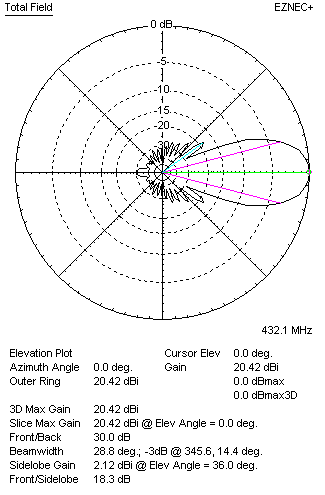 Total Field
EZNEC+
0 dB
-5
-10
-15
-20
-30
432.1 MHz
Elevation Plot
Cursor Elev 0.0 deg.
Azimuth Angle 0.0 deg.
Gain 20.42 dBi
Outer Ring 20.42 dBi
0.0 dBmax
0.0 dBmax3D
3D Max Gain 20.42 dBi
Slice Max Gain 20.42 dBi @ Elev Angle = 0.0 deg.
Front/Back 30.0 dB
Beamwidth 28.8 deg.; -3dB @ 345.6, 14.4 deg.
Sidelobe Gain 2.12 dBi @ Elev Angle = 36.0 deg.
Front/Sidelobe 18.3 dB